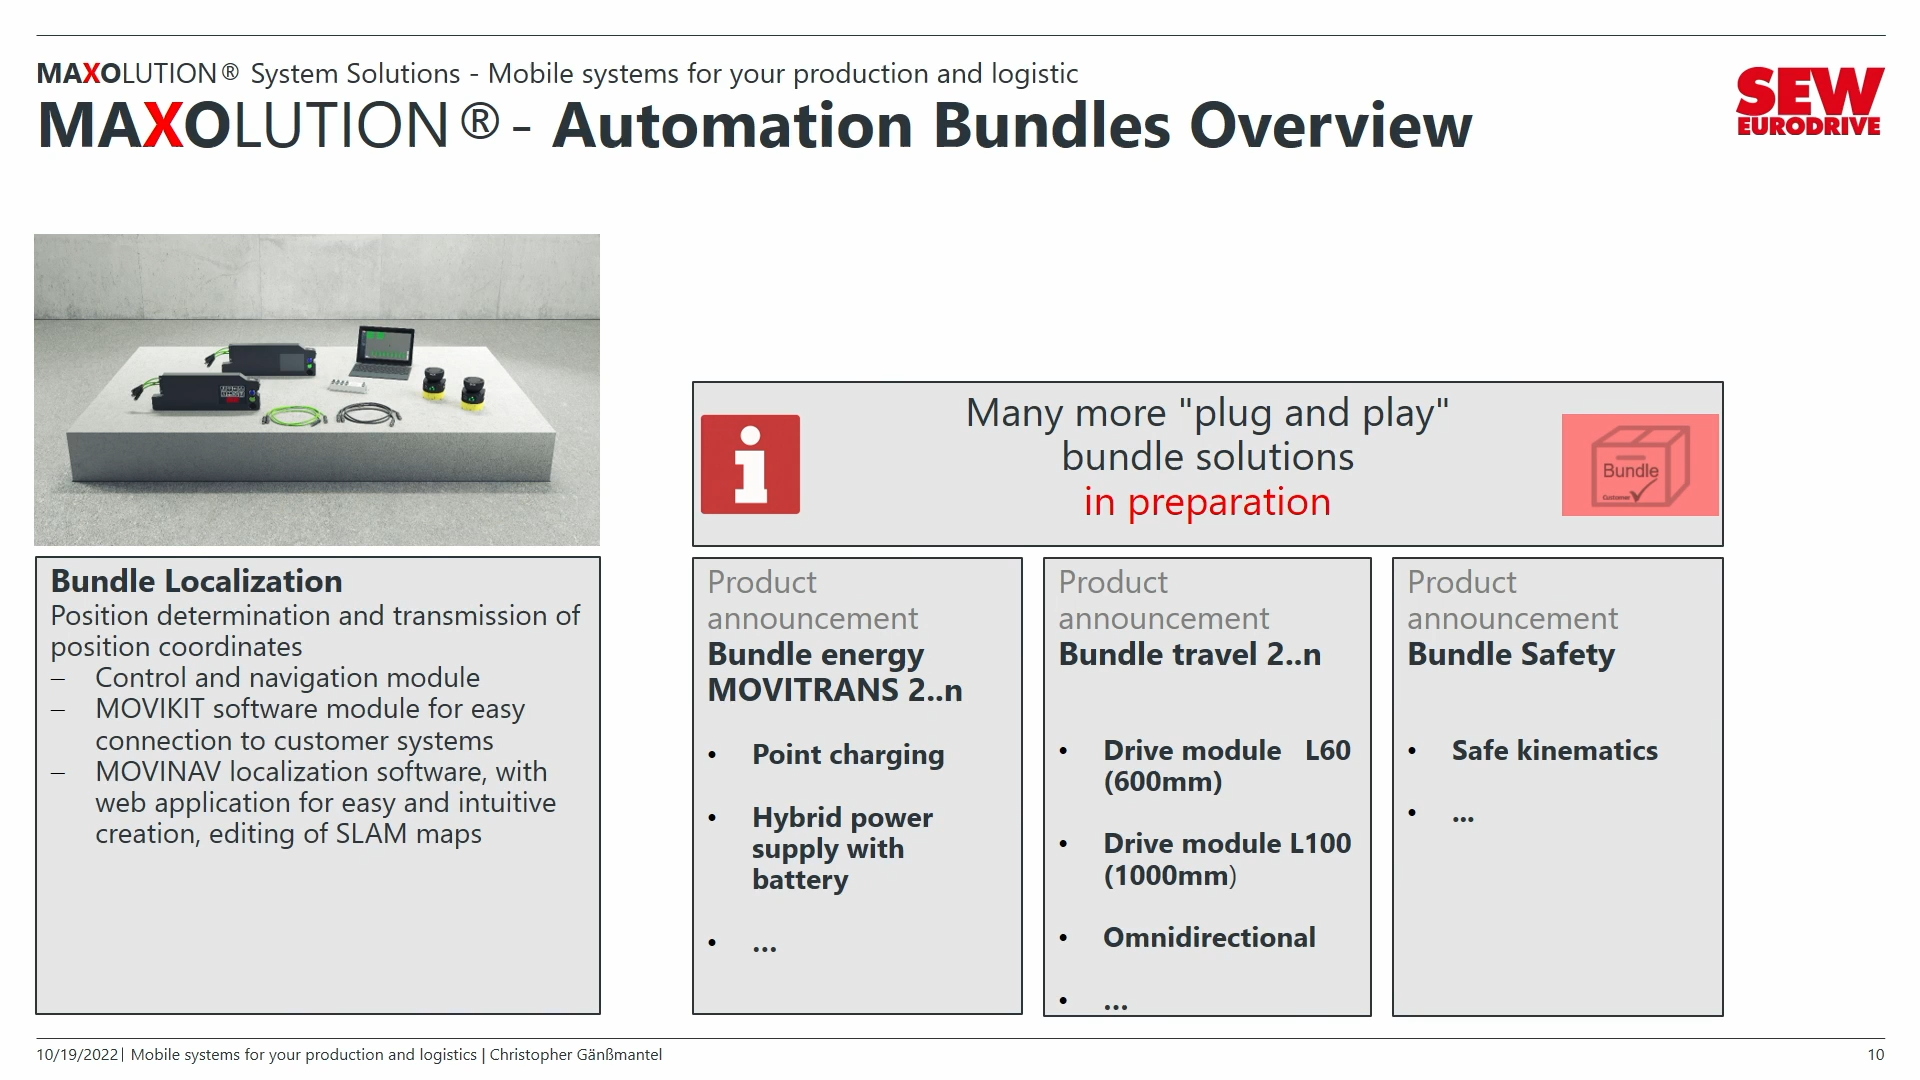 MAXOLUTION® System Solutions - Mobile systems for your production and logistic
MAXOLUTION® - Automation Bundles Overview
SEW
EURODRIVE
Many more "plug and play"
bundle solutions
in preparation
Bundle
Customer
Bundle Localization
Position determination and transmission of
position coordinates
– Control and navigation module
– MOVIKIT software module for easy
connection to customer systems
– MOVINAV localization software, with
web application for easy and intuitive
creation, editing of SLAM maps
Product
announcement
Bundle energy
MOVITRANS 2..n
• Point charging
• Hybrid power
supply with
battery
• ...
Product
announcement
Bundle travel 2..n
• Drive module L60
(600mm)
• Drive module L100
(1000mm)
• Omnidirectional
• ...
Product
announcement
Bundle Safety
• Safe kinematics
• ...
10/19/2022| Mobile systems for your production and logistics | Christopher Gänßmantel
10